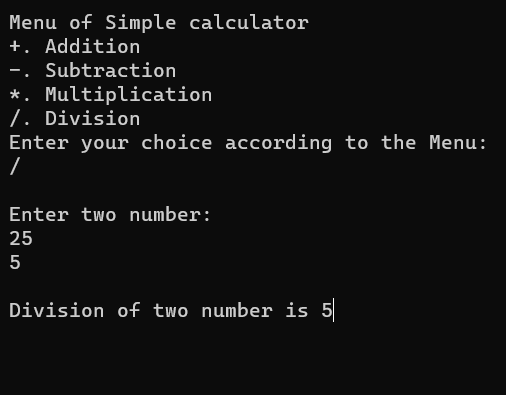 Menu of Simple calculator
+. Addition
-. Subtraction
*. Multiplication
/. Division
Enter your choice according to the Menu:
/
Enter two number:
25
5
Division of two number is 5